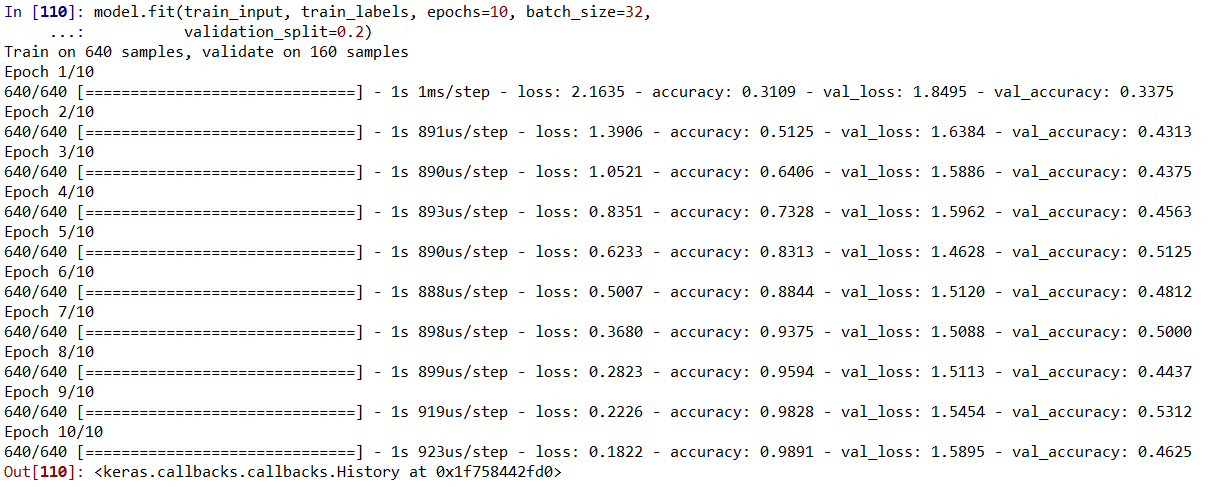 In [110]: model.fit(train_input, train_labels, epochs=10, batch_size=32,
     ...:           validation_split=0.2)
Train on 640 samples, validate on 160 samples
Epoch 1/10
640/640 [==============================] - 1s 1ms/step - loss: 2.1635 - accuracy: 0.3109 - val_loss: 1.8495 - val_accuracy: 0.3375
Epoch 2/10
640/640 [==============================] - 1s 891us/step - loss: 1.3906 - accuracy: 0.5125 - val_loss: 1.6384 - val_accuracy: 0.4313
Epoch 3/10
640/640 [==============================] - 1s 890us/step - loss: 1.0521 - accuracy: 0.6406 - val_loss: 1.5886 - val_accuracy: 0.4375
Epoch 4/10
640/640 [==============================] - 1s 893us/step - loss: 0.8351 - accuracy: 0.7328 - val_loss: 1.5962 - val_accuracy: 0.4563
Epoch 5/10
640/640 [==============================] - 1s 890us/step - loss: 0.6233 - accuracy: 0.8313 - val_loss: 1.4628 - val_accuracy: 0.5125
Epoch 6/10
640/640 [==============================] - 1s 888us/step - loss: 0.5007 - accuracy: 0.8844 - val_loss: 1.5120 - val_accuracy: 0.4812
Epoch 7/10
640/640 [==============================] - 1s 898us/step - loss: 0.3680 - accuracy: 0.9375 - val_loss: 1.5088 - val_accuracy: 0.5000
Epoch 8/10
640/640 [==============================] - 1s 899us/step - loss: 0.2823 - accuracy: 0.9594 - val_loss: 1.5113 - val_accuracy: 0.4437
Epoch 9/10
640/640 [==============================] - 1s 919us/step - loss: 0.2226 - accuracy: 0.9828 - val_loss: 1.5454 - val_accuracy: 0.5312
Epoch 10/10
640/640 [==============================] - 1s 923us/step - loss: 0.1822 - accuracy: 0.9891 - val_loss: 1.5895 - val_accuracy: 0.4625
Out[110]: <keras.callbacks.callbacks.History at 0x1f758442fd0>